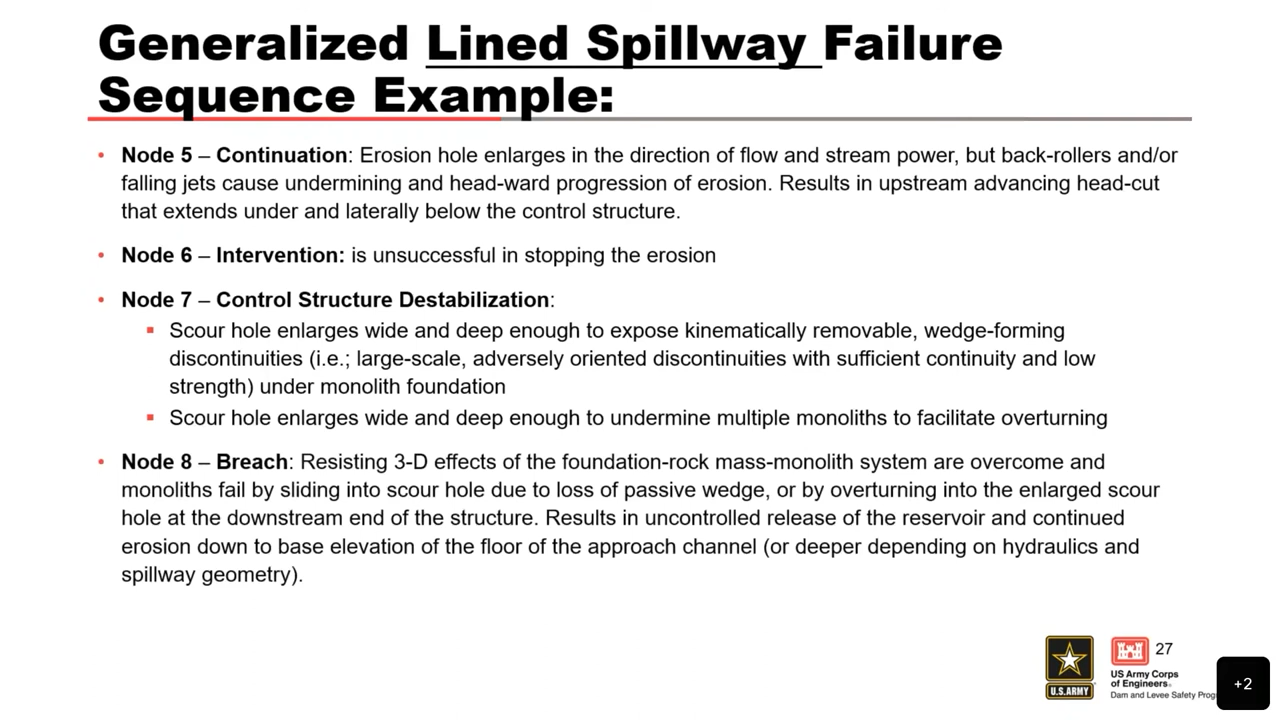 Generalized Lined Spillway Failure
Sequence Example:
• Node 5 – Continuation: Erosion hole enlarges in the direction of flow and stream power, but back-rollers and/or
falling jets cause undermining and head-ward progression of erosion. Results in upstream advancing head-cut
that extends under and laterally below the control structure.
• Node 6 – Intervention: is unsuccessful in stopping the erosion
• Node 7 – Control Structure Destabilization:
▪ Scour hole enlarges wide and deep enough to expose kinematically removable, wedge-forming
discontinuities (i.e.; large-scale, adversely oriented discontinuities with sufficient continuity and low
strength) under monolith foundation
▪ Scour hole enlarges wide and deep enough to undermine multiple monoliths to facilitate overturning
• Node 8 – Breach: Resisting 3-D effects of the foundation-rock mass-monolith system are overcome and
monoliths fail by sliding into scour hole due to loss of passive wedge, or by overturning into the enlarged scour
hole at the downstream end of the structure. Results in uncontrolled release of the reservoir and continued
erosion down to base elevation of the floor of the approach channel (or deeper depending on hydraulics and
spillway geometry).
27
U.S.ARMY
US Army Corps
of Engineers®
Dam and Levee Safety Prog
+2